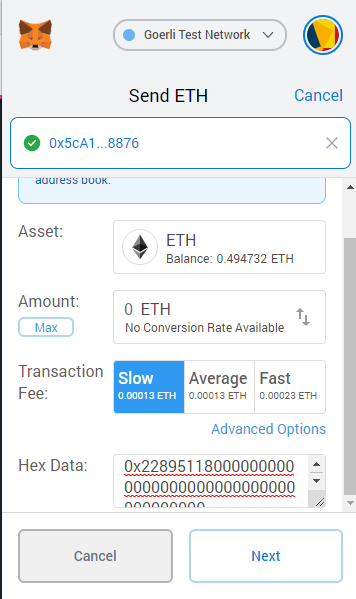 Goerli Test Network
Send ETH
Cancel
0x5cA1...8876
address book.
Asset:
ETH
Balance: 0.494732 ETH
Amount:
Max
0 ETH
No Conversion Rate Available
Transaction
Fee:
Slow
0.00013 ETH
Average
0.00013 ETH
Fast
0.00023 ETH
Advanced Options
Hex Data:
0x22895118000000000
0000000000000000000
Cancel
Next